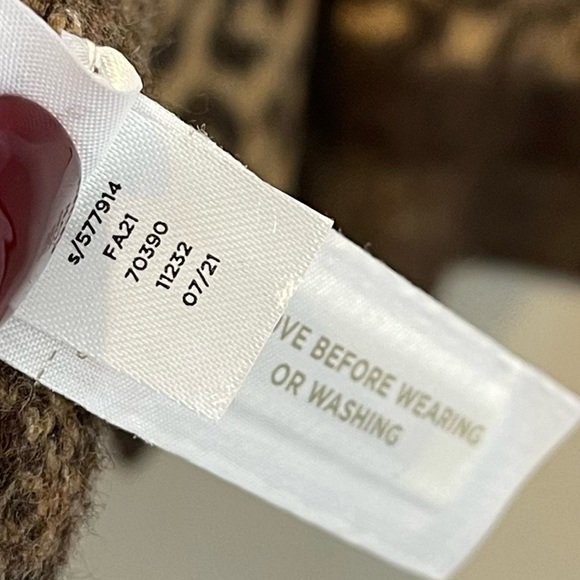 s/577914
FA21
70390
11232
07/21
VE BEFORE WEARING
OR WASHING